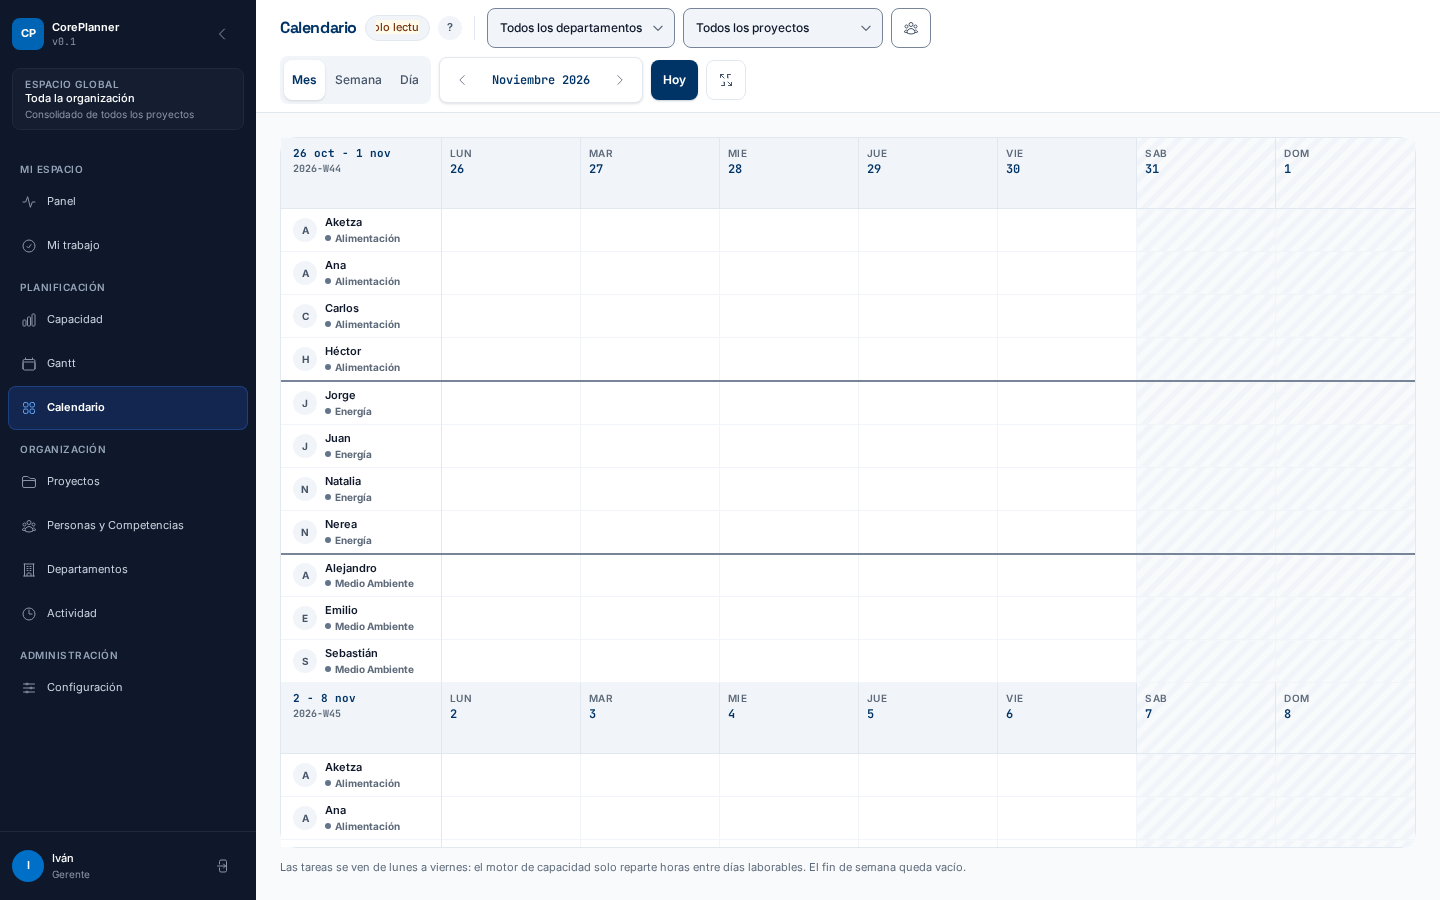 CP
CorePlanner
v0.1
ESPACIO GLOBAL
Toda la organización
Consolidado de todos los proyectos
MI ESPACIO
Panel
Mi trabajo
PLANIFICACIÓN
Capacidad
Gantt
Calendario
ORGANIZACIÓN
Proyectos
Personas y Competencias
Departamentos
Actividad
ADMINISTRACIÓN
Configuración
I
Iván
Gerente
Calendario
olo lectu
?
Todos los departamentos
Todos los proyectos
Mes
Semana
Día
Noviembre 2026
Hoy
26 oct - 1 nov
2026-W44
LUN
26
MAR
27
MIE
28
JUE
29
VIE
30
SAB
31
DOM
1
A
Aketza
Alimentación
A
Ana
Alimentación
C
Carlos
Alimentación
H
Héctor
Alimentación
J
Jorge
Energía
J
Juan
Energía
N
Natalia
Energía
N
Nerea
Energía
A
Alejandro
Medio Ambiente
E
Emilio
Medio Ambiente
S
Sebastián
Medio Ambiente
2 - 8 nov
2026-W45
LUN
2
MAR
3
MIE
4
JUE
5
VIE
6
SAB
7
DOM
8
A
Aketza
Alimentación
A
Ana
Alimentación
Las tareas se ven de lunes a viernes: el motor de capacidad solo reparte horas entre días laborables. El fin de semana queda vacío.